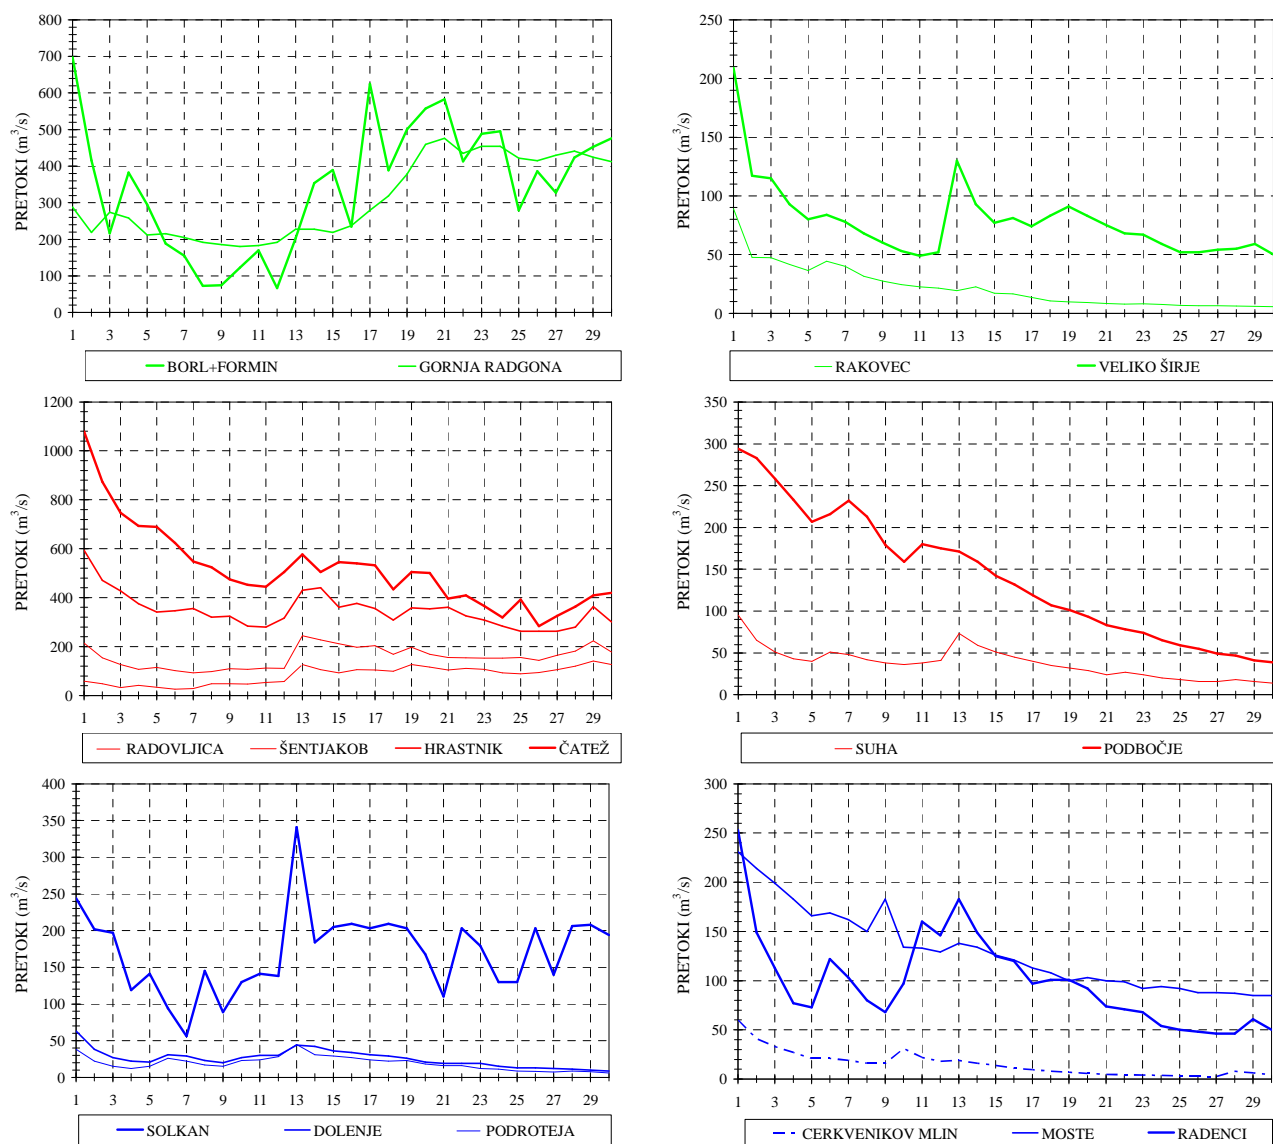 PRETOKI (m³/s)
800
700
600
500
400
300
200
100
0
1 3 5 7 9 11 13 15 17 19 21 23 25 27 29
BORL+FORMIN GORNJA RADGONA
PRETOKI (m³/s)
250
200
150
100
50
0
1 3 5 7 9 11 13 15 17 19 21 23 25 27 29
RAKOVEC VELIKO ŠIRJE
PRETOKI (m³/s)
1200
1000
800
600
400
200
0
1 3 5 7 9 11 13 15 17 19 21 23 25 27 29
RADOVLJICA ŠENTJAKOB HRASTNIK ČATEŽ
PRETOKI (m³/s)
350
300
250
200
150
100
50
0
1 3 5 7 9 11 13 15 17 19 21 23 25 27 29
SUHA PODBOČJE
PRETOKI (m³/s)
400
350
300
250
200
150
100
50
0
1 3 5 7 9 11 13 15 17 19 21 23 25 27 29
SOLKAN DOLENJE PODROTEJA
PRETOKI (m³/s)
300
250
200
150
100
50
0
1 3 5 7 9 11 13 15 17 19 21 23 25 27 29
CERKVENIKOV MLIN MOSTE RADENCI